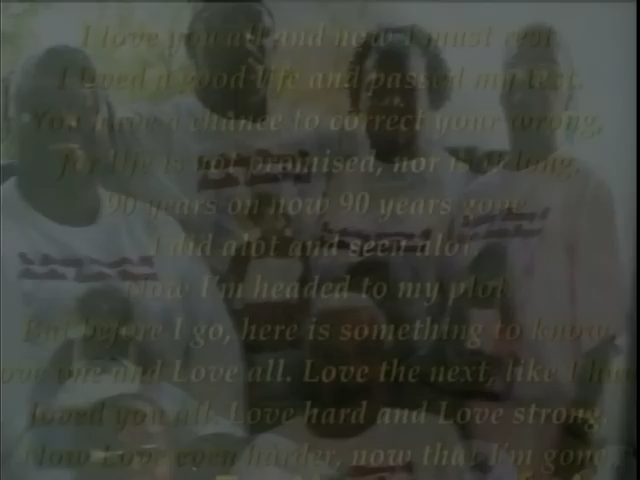 I love you all and now I must rest
I lived a good life and passed my test.
You have a chance to correct your wrong,
for life is not promised, nor is it long.
90 years on now 90 years gone
I did alot and seen alot
Now I'm headed to my plot
But before I go, here is something to know
one and Love all. Love the next, like I have
loved you all. Love hard and Love strong,
Now Love even harder, now that I'm gone